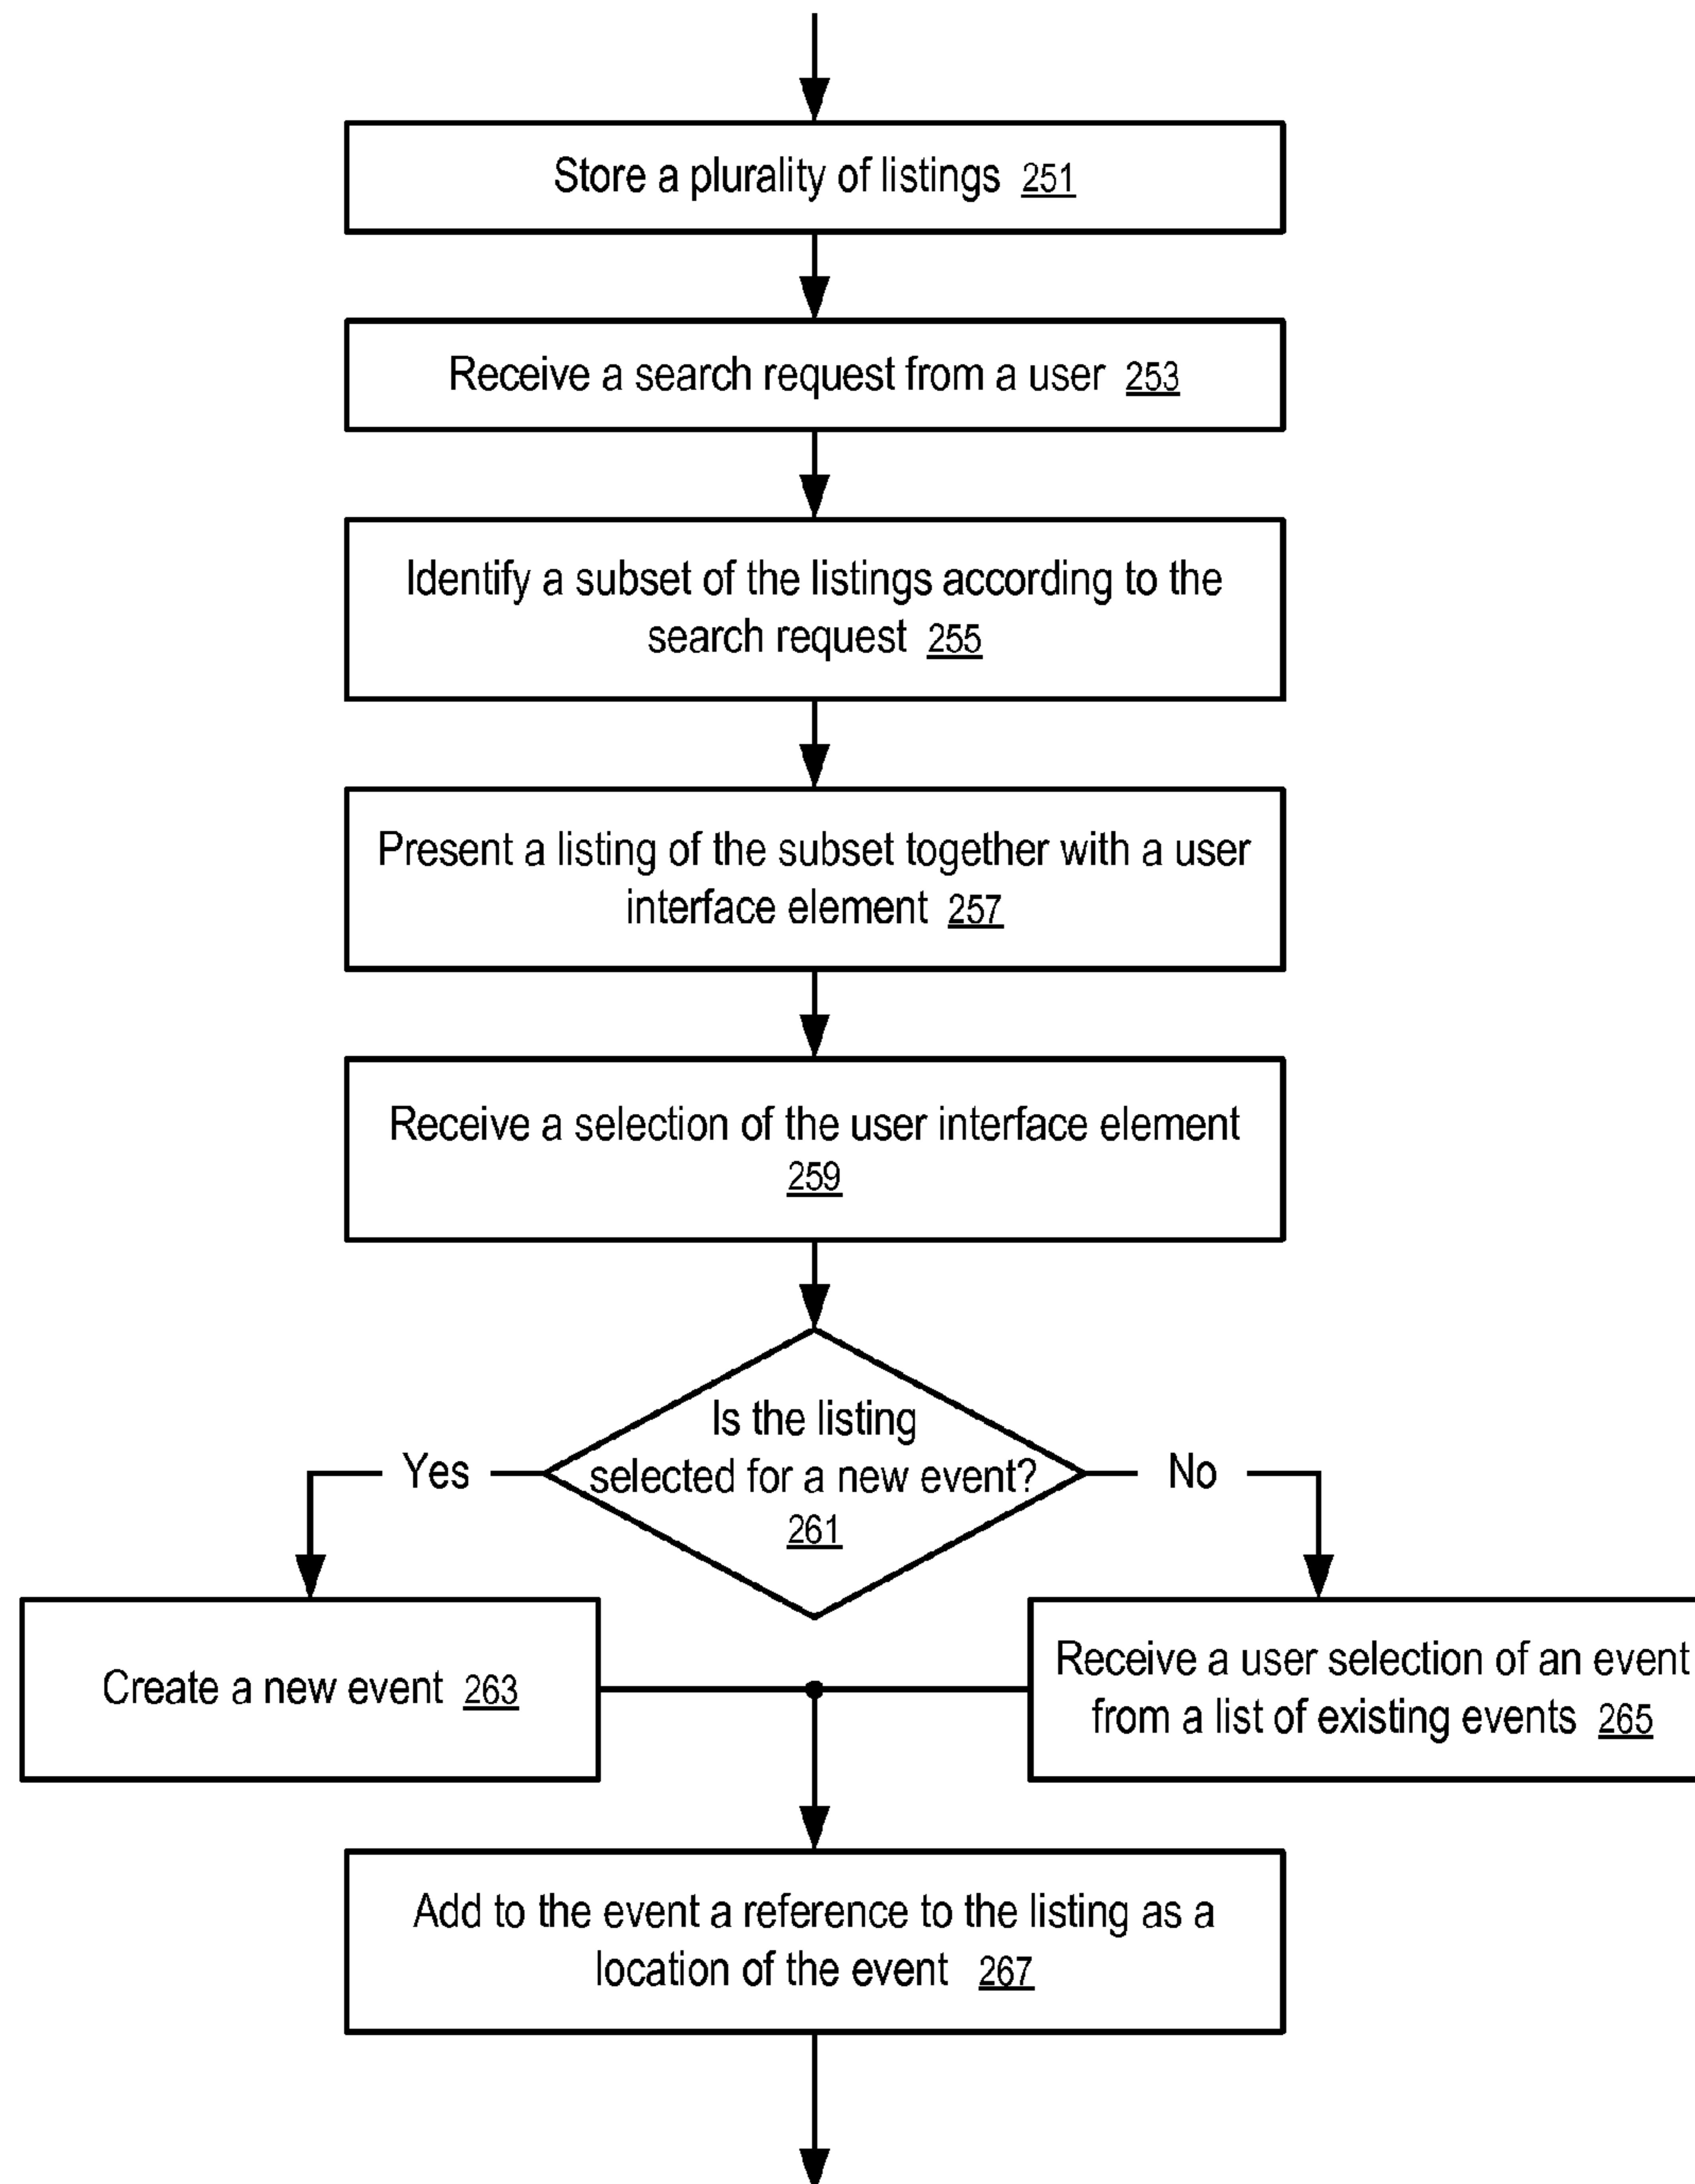 Store a plurality of listings 251
Receive a search request from a user 253
Identify a subset of the listings according to the
search request 255
Present a listing of the subset together with a user
interface element 257
Receive a selection of the user interface element
259
Is the listing
selected for a new event?
261
Yes
No
Create a new event 263
Receive a user selection of an event
from a list of existing events 265
Add to the event a reference to the listing as a
location of the event 267